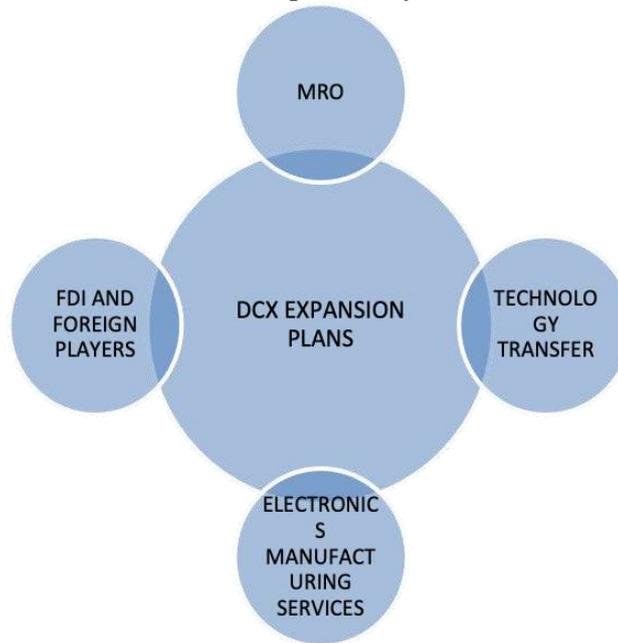 MRO
FDI AND
FOREIGN
PLAYERS
DCX EXPANSION
PLANS
TECHNOLO
GY
TRANSFER
ELECTRONIC
S
MANUFACT
URING
SERVICES